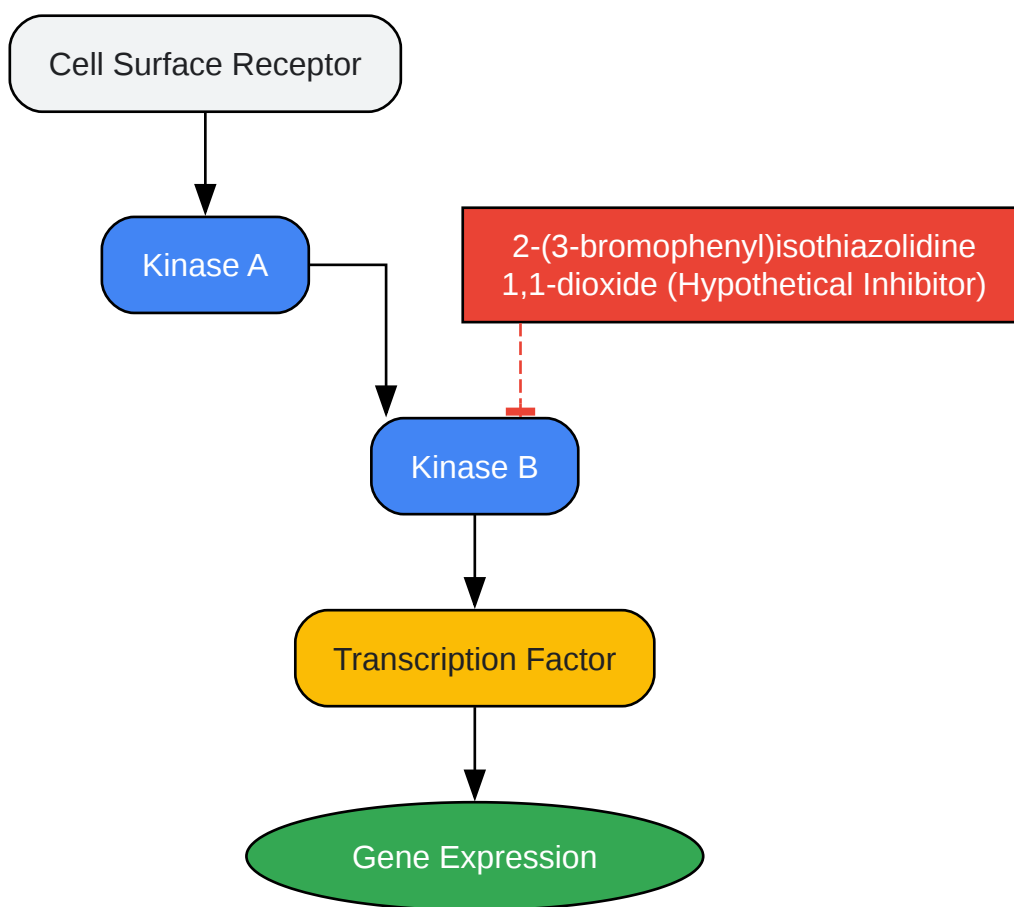 Cell Surface Receptor
Kinase A
2-(3-bromophenyl)isothiazolidine
1,1-dioxide (Hypothetical Inhibitor)
Kinase B
Transcription Factor
Gene Expression